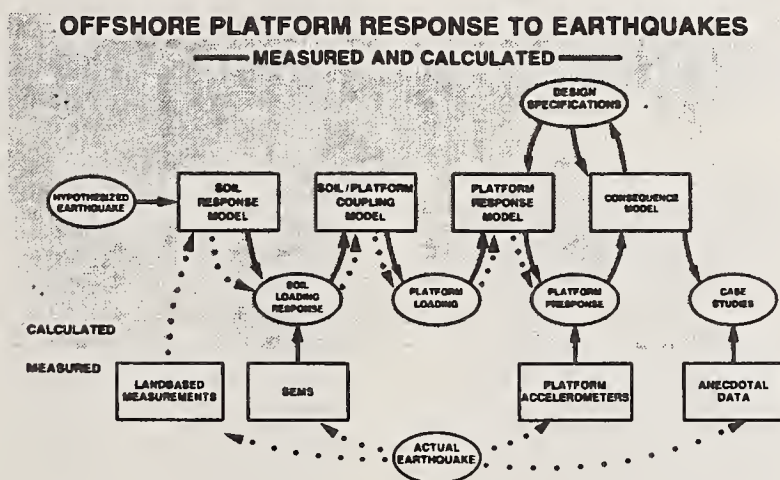 OFFSHORE PLATFORM RESPONSE TO EARTHQUAKES
MEASURED AND CALCULATED
DESIGN
SPECIFICATIONS
HYPOTHESIZED
EARTHQUAKE
SOIL
RESPONSE
MODEL
SOIL/PLATFORM
COUPLING
MODEL
PLATFORM
RESPONSE
MODEL
CONSEQUENCE
MODEL
SOIL
LOADING
RESPONSE
PLATFORM
LOADING
PLATFORM
PRESPONSE
CASE
STUDIES
CALCULATED
MEASURED
LANDBASED
MEASUREMENTS
SEMS
PLATFORM
ACCELEROMETERS
ANECDOTAL
DATA
ACTUAL
EARTHQUAKE